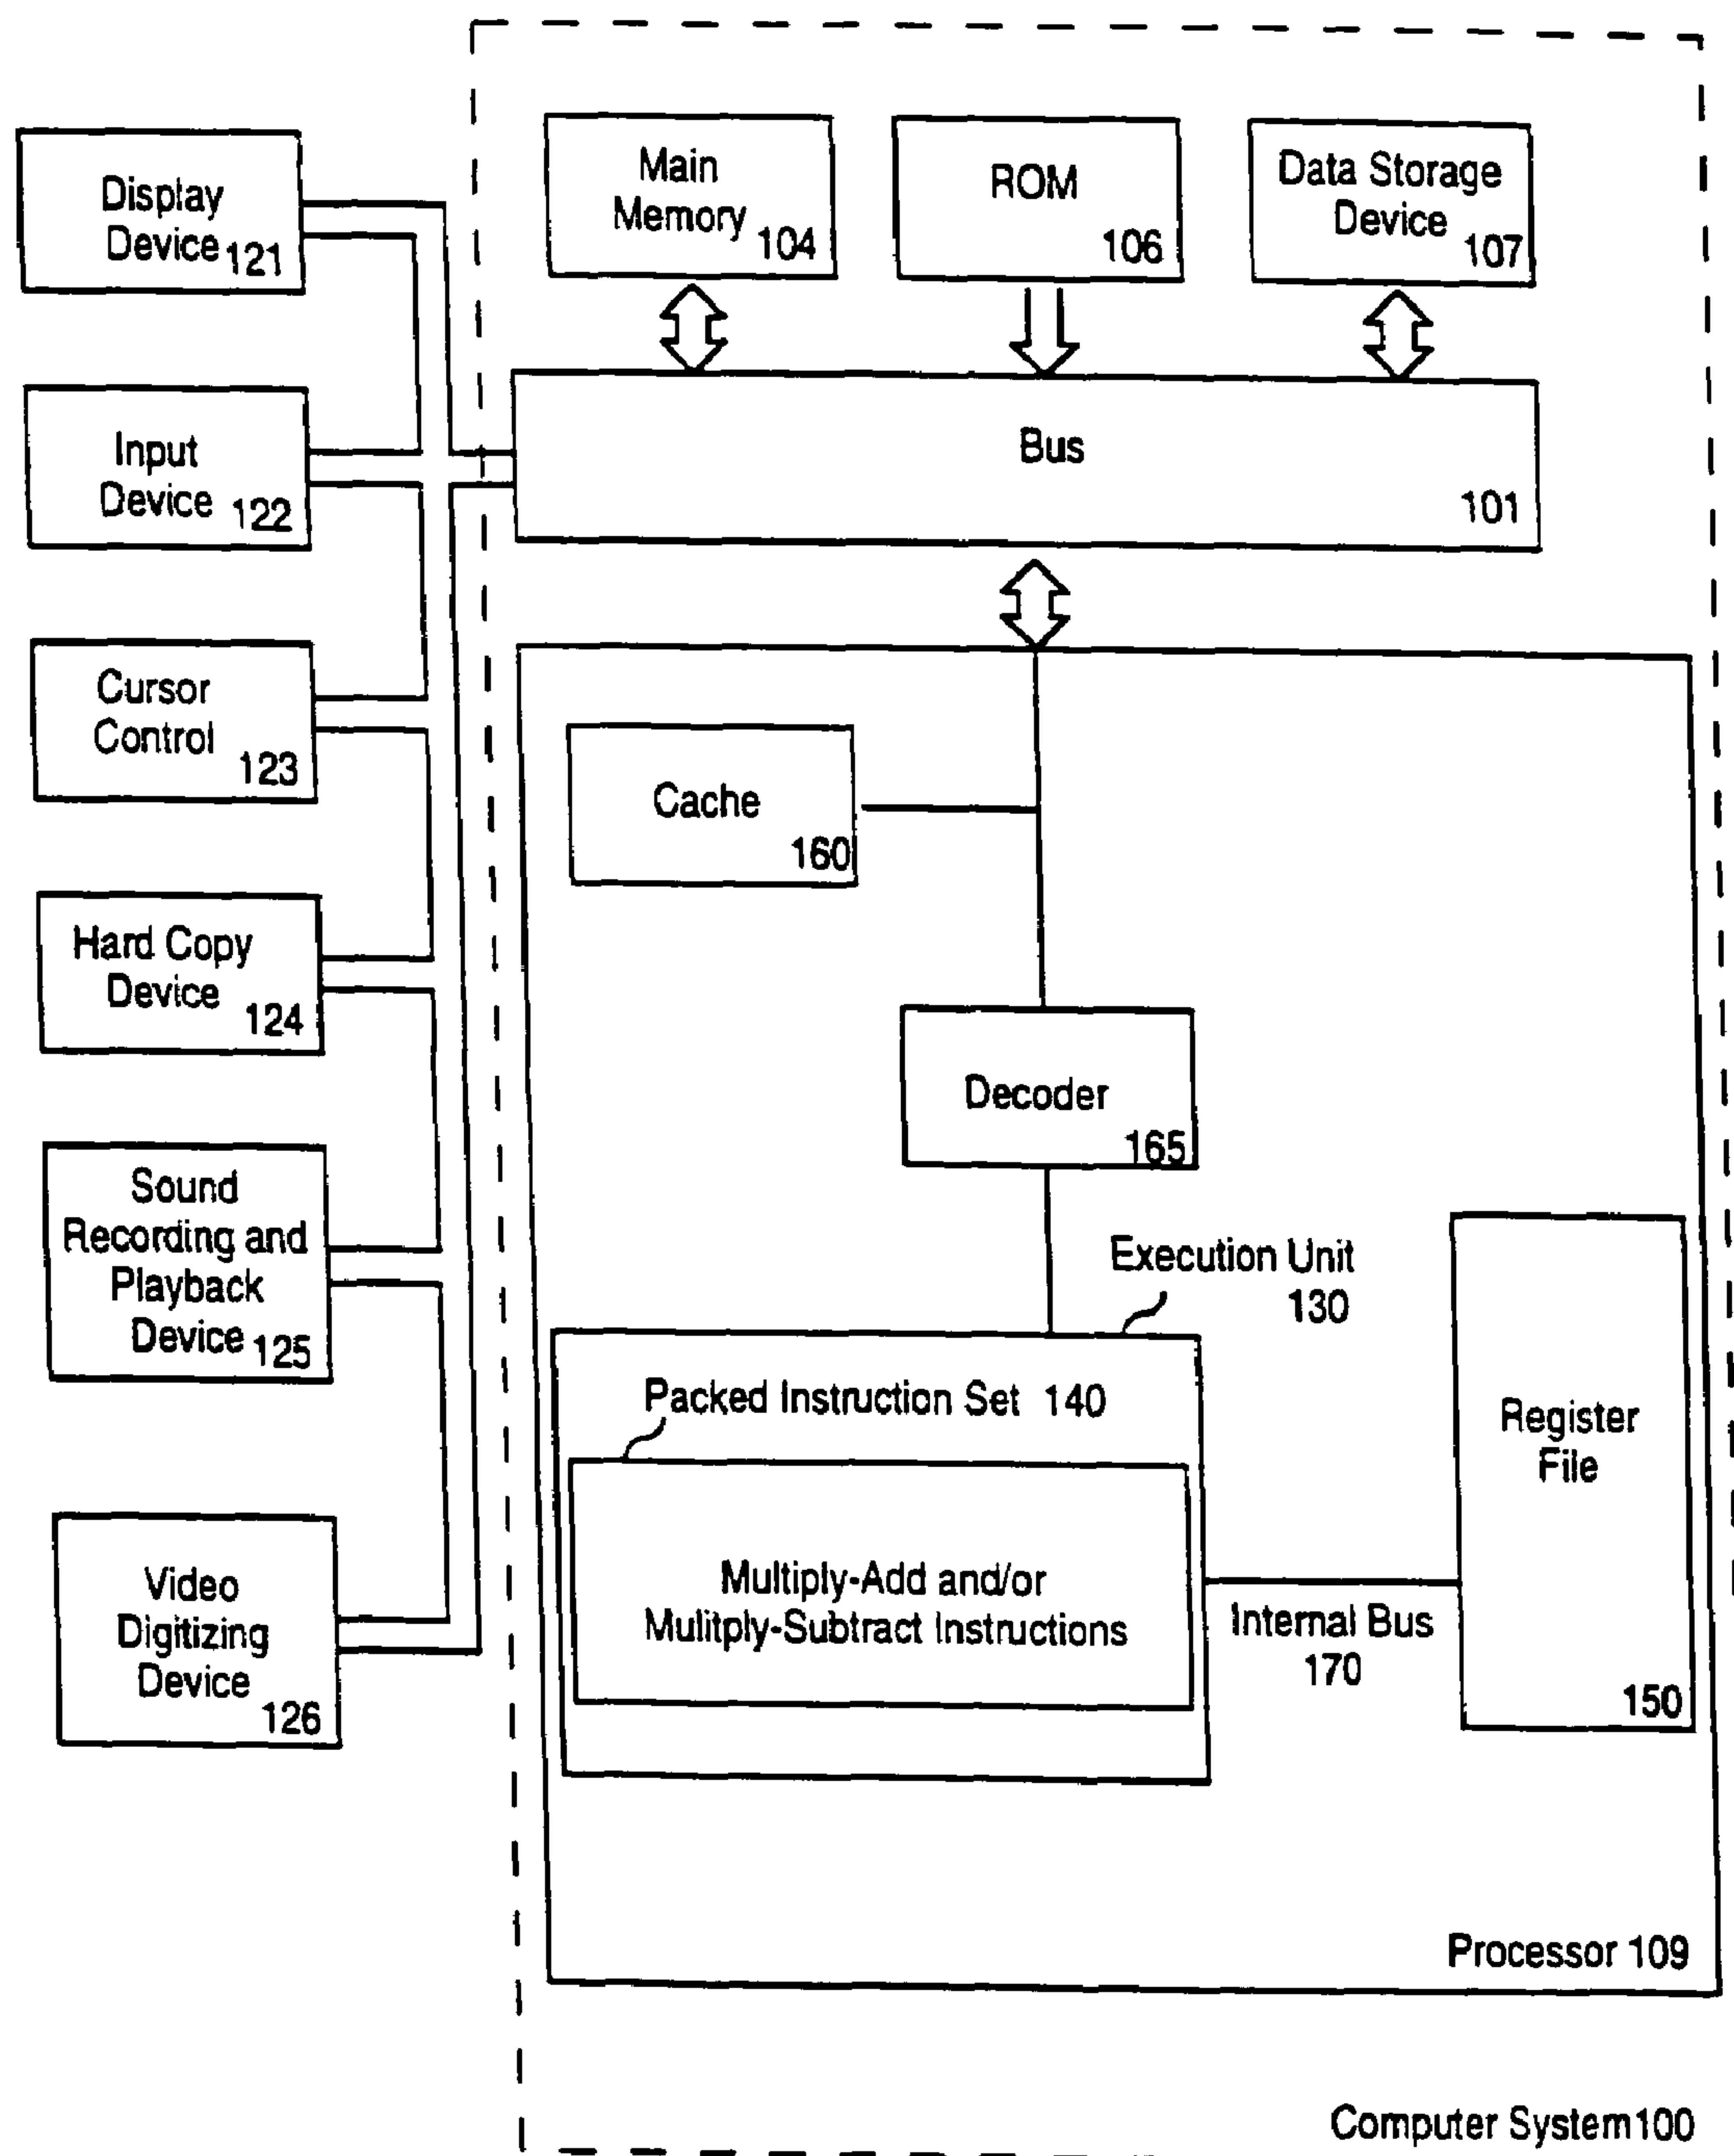 Display
Device 121
Input
Device 122
Cursor
Control
123
Hard Copy
Device
124
Sound
Recording and
Playback
Device 125
Video
Digitizing
Device
126
Main
Memory 104
ROM
106
Data Storage
Device 107
Bus
101
Cache
160
Decoder
165
Execution Unit
130
Packed Instruction Set 140
Multiply-Add and/or
Mulitply-Subtract Instructions
Internal Bus
170
Register
File
150
Processor 109
Computer System100